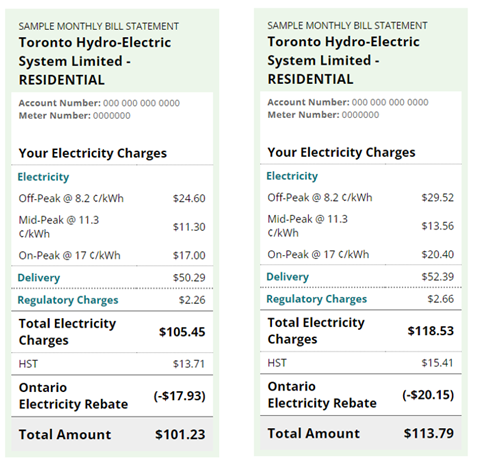 SAMPLE MONTHLY BILL STATEMENT
Toronto Hydro-Electric
System Limited -
RESIDENTIAL
Account Number: 000 000 000 0000
Meter Number: 0000000
Your Electricity Charges
Electricity
Off-Peak @ 8.2 ¢/kWh $24.60
Mid-Peak @ 11.3
¢/kWh $11.30
On-Peak @ 17 ¢/kWh $17.00
Delivery $50.29
Regulatory Charges $2.26
Total Electricity
Charges $105.45
HST $13.71
Ontario
Electricity Rebate (-$17.93)
Total Amount $101.23
SAMPLE MONTHLY BILL STATEMENT
Toronto Hydro-Electric
System Limited -
RESIDENTIAL
Account Number: 000 000 000 0000
Meter Number: 0000000
Your Electricity Charges
Electricity
Off-Peak @ 8.2 ¢/kWh $29.52
Mid-Peak @ 11.3
¢/kWh $13.56
On-Peak @ 17 ¢/kWh $20.40
Delivery $52.39
Regulatory Charges $2.66
Total Electricity
Charges $118.53
HST $15.41
Ontario
Electricity Rebate (-$20.15)
Total Amount $113.79